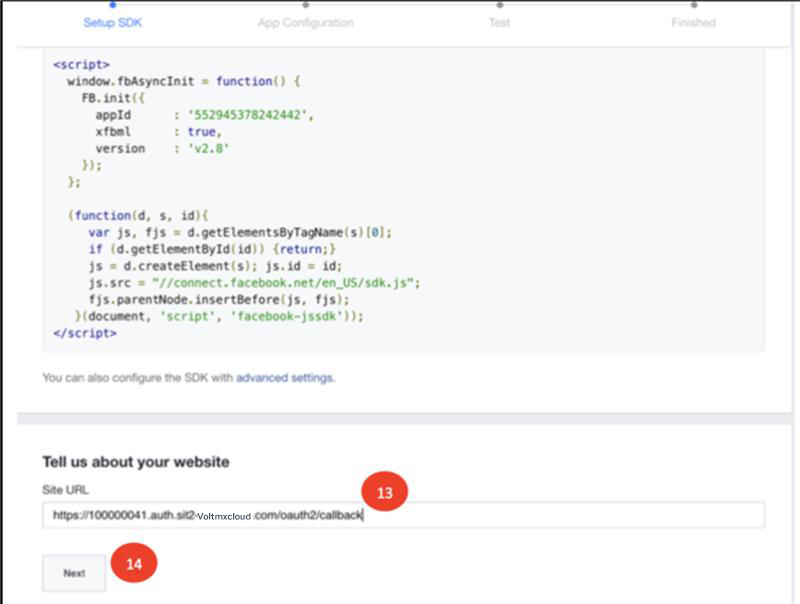 Setup SDK App Configuration Test Finished
<script>
window.fbAsyncInit = function() {
FB.init({
appId : '552945378242442',
xfbml : true,
version : 'v2.8'
});
};
(function(d, s, id){
var js, fjs = d.getElementsByTagName(s)[0];
if (d.getElementById(id)) {return;}
js = d.createElement(s); js.id = id;
js.src = "//connect.facebook.net/en_US/sdk.js";
fjs.parentNode.insertBefore(js, fjs);
}(document, 'script', 'facebook-jssdk'));
</script>
You can also configure the SDK with advanced settings.
Tell us about your website
Site URL
13
https://100000041.auth.sit2-Voltmxcloud.com/oauth2/callback
Next
14